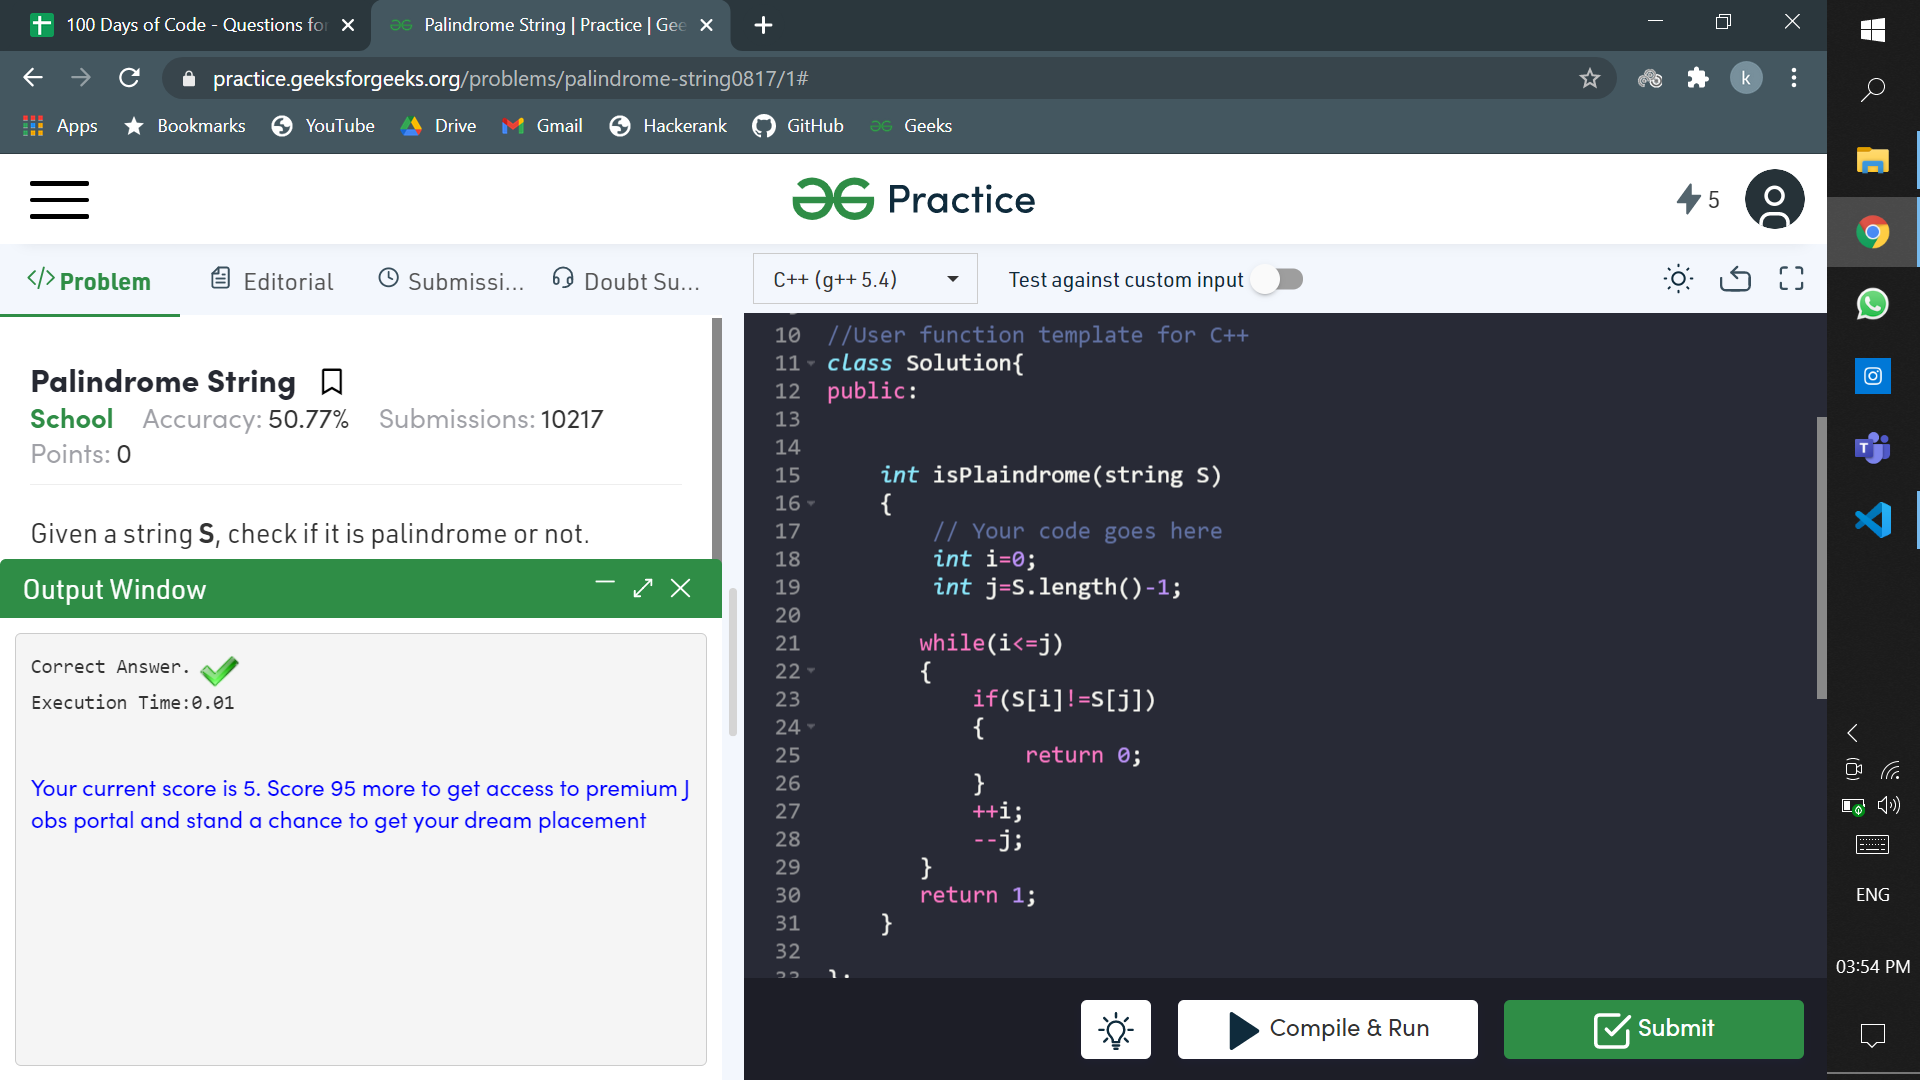 100 Days of Code - Questions for
Palindrome String | Practice | Gee
practice.geeksforgeeks.org/problems/palindrome-string0817/1#
k
Apps
Bookmarks
YouTube
Drive
Gmail
Hackerank
GitHub
Geeks
Practice
5
</> Problem
Editorial
Submissi...
Doubt Su...
C++ (g++ 5.4)
Test against custom input
Palindrome String
School Accuracy: 50.77% Submissions: 10217
Points: 0
Given a string S, check if it is palindrome or not.
Output Window
Correct Answer.
Execution Time:0.01
Your current score is 5. Score 95 more to get access to premium J
obs portal and stand a chance to get your dream placement
10 //User function template for C++
11 class Solution{
12 public:
13
14
15 int isPlaindrome(string S)
16 {
17 // Your code goes here
18 int i=0;
19 int j=S.length()-1;
20
21 while(i<=j)
22 {
23 if(S[i]!=S[j])
24 {
25 return 0;
26 }
27 ++i;
28 --j;
29 }
30 return 1;
31 }
32
33 };
Compile & Run
Submit
ENG
03:54 PM